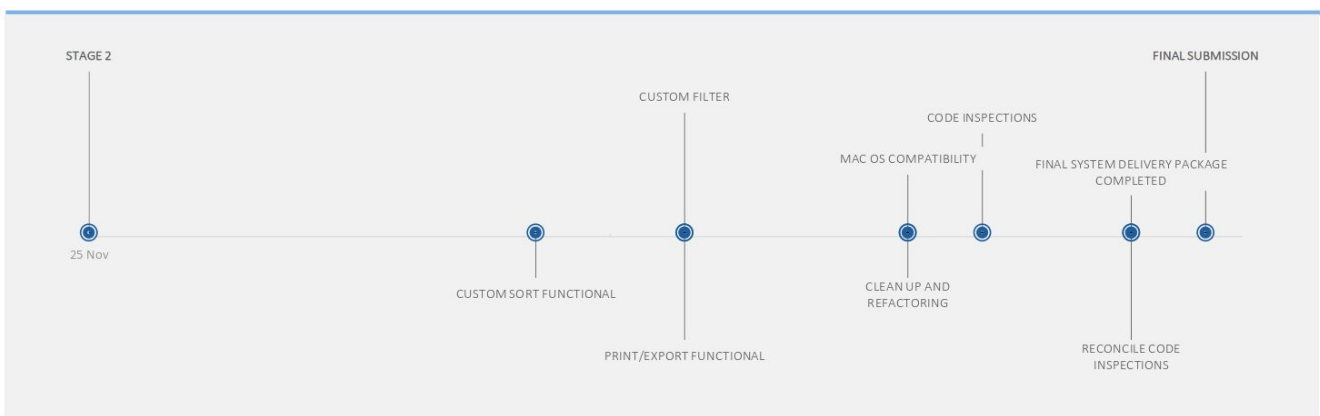 STAGE 2
FINAL SUBMISSION
CUSTOM FILTER
CODE INSPECTIONS
MAC OS COMPATIBILITY
FINAL SYSTEM DELIVERY PACKAGE
COMPLETED
25 Nov
CUSTOM SORT FUNCTIONAL
CLEAN UP AND
REFACTORING
PRINT/EXPORT FUNCTIONAL
RECONCILE CODE
INSPECTIONS